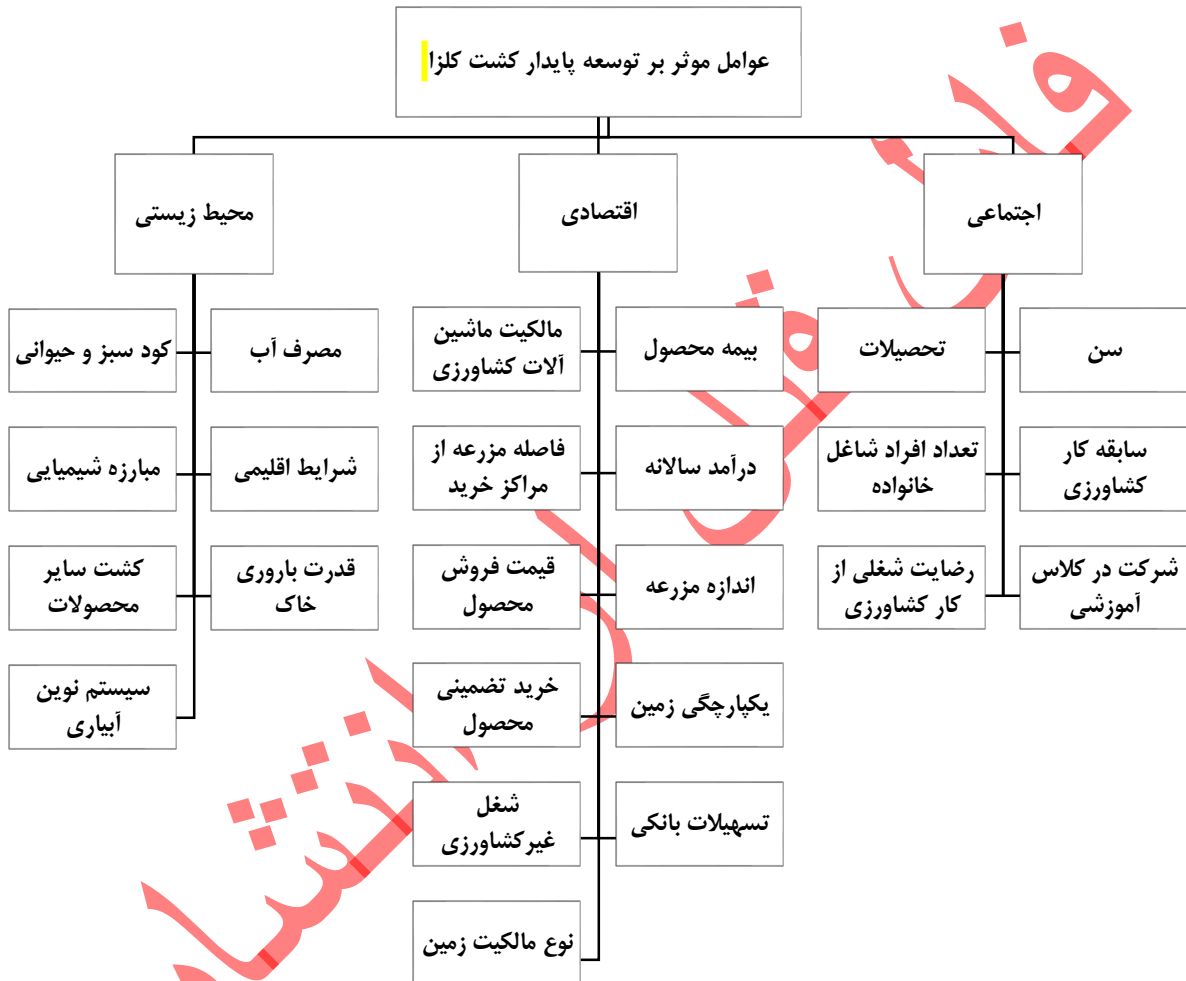 عوامل موثر بر توسعه پایدار کشت کلزا
اجتماعی
اقتصادی
محیط زیستی
سن
تحصیلات
سابقه کار
کشاورزی
تعداد افراد شاغل
خانواده
شرکت در کلاس
آموزشی
رضایت شغلی از
کار کشاورزی
بیمه محصول
مالکیت ماشین
آلات کشاورزی
درآمد سالانه
فاصله مزرعه از
مراکز خرید
اندازه مزرعه
قیمت فروش
محصول
یکپارچگی زمین
خرید تضمینی
محصول
تسهیلات بانکی
شغل
غیرکشاورزی
نوع مالکیت زمین
مصرف آب
کود سبز و حیوانی
شرایط اقلیمی
مبارزه شیمیایی
قدرت باروری
خاک
کشت سایر
محصولات
سیستم نوین
آبیاری